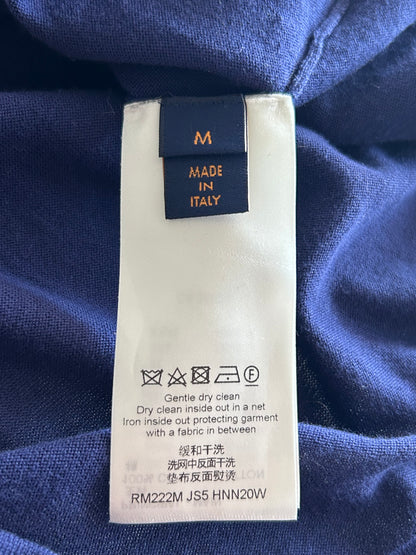 M
MADE
IN
ITALY
Gentle dry clean
Dry clean inside out in a net
Iron inside out protecting garment
with a fabric in between
缓和干洗
洗网中反面干洗
垫布反面熨烫
RM222M JS5 HNN20W